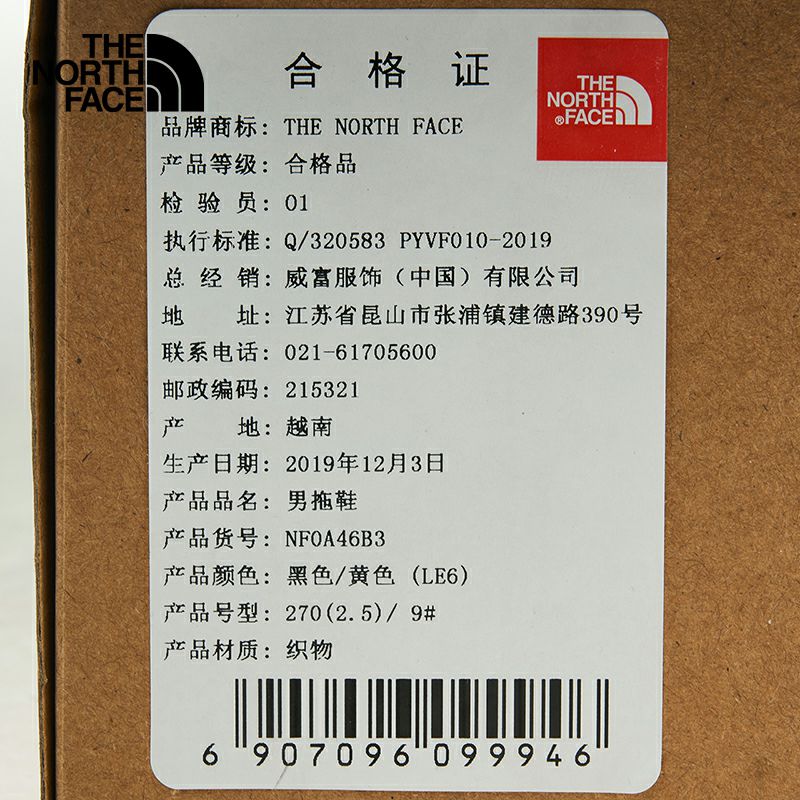 THE
NORTH
FACE
合格证
THE
NORTH
®FACE
品牌商标: THE NORTH FACE
产品等级: 合格品
检 验 员: 01
执行标准: Q/320583 PYVF010-2019
总 经 销: 威富服饰（中国）有限公司
地 址: 江苏省昆山市张浦镇建德路390号
联系电话: 021-61705600
邮政编码: 215321
产 地: 越南
生产日期: 2019年12月3日
产品品名: 男拖鞋
产品货号: NF0A46B3
产品颜色: 黑色/黄色 (LE6)
产品号型: 270(2.5)/ 9#
产品材质: 织物
6 907096 099946